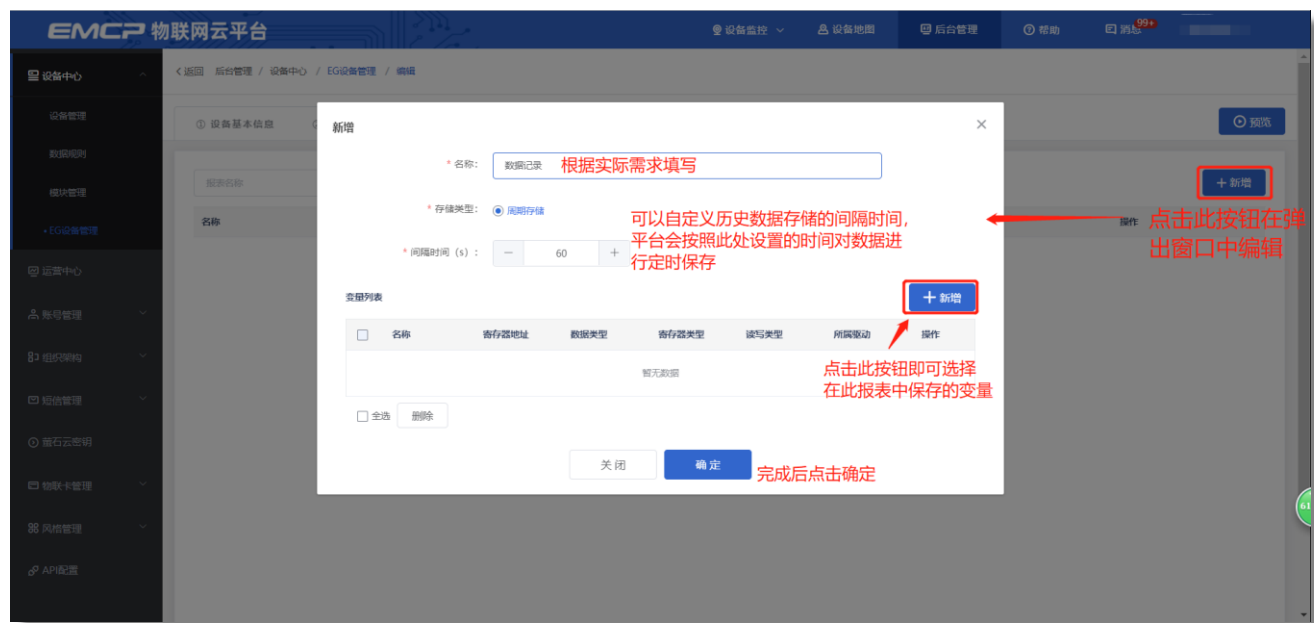 EMCP 物联网云平台
设备监控
设备地图
后台管理
帮助
消息
99+
设备中心
设备管理
数据规则
模块管理
EG设备管理
运营中心
账号管理
组织架构
短信管理
萤石云密钥
物联卡管理
风格管理
API配置
返回 后台管理 / 设备中心 / EG设备管理 / 编辑
① 设备基本信息
预览
报表名称
+新增
名称
操作
点击此按钮在弹
出窗口中编辑
新增
* 名称: 数据记录
根据实际需求填写
* 存储类型: 周期存储
* 间隔时间 (s) : — 60 +
可以自定义历史数据存储的间隔时间,
平台会按照此处设置的时间对数据进
行定时保存
变量列表
+ 新增
名称 寄存器地址 数据类型 寄存器类型 读写类型 所属驱动 操作
暂无数据
点击此按钮即可选择
在此报表中保存的变量
全选 删除
关闭 确定
完成后点击确定
61